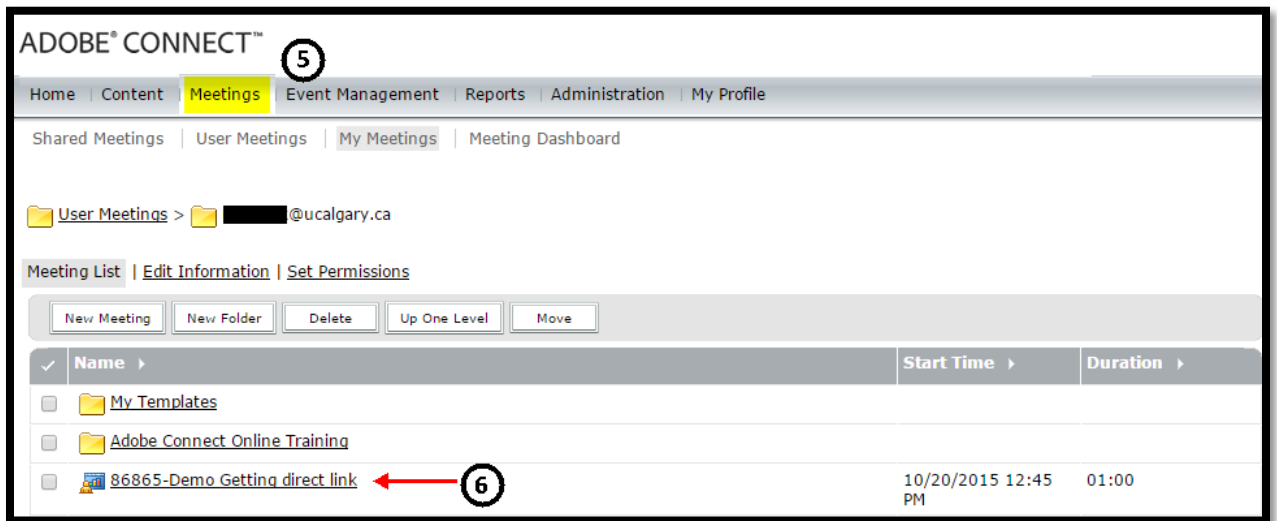 ADOBE® CONNECT™
5
Home | Content | Meetings | Event Management | Reports | Administration | My Profile
Shared Meetings | User Meetings | My Meetings | Meeting Dashboard
User Meetings > @ucalgary.ca
Meeting List | Edit Information | Set Permissions
New Meeting New Folder Delete Up One Level Move
Name Start Time Duration
My Templates
Adobe Connect Online Training
86865-Demo Getting direct link 6 10/20/2015 12:45 01:00
PM